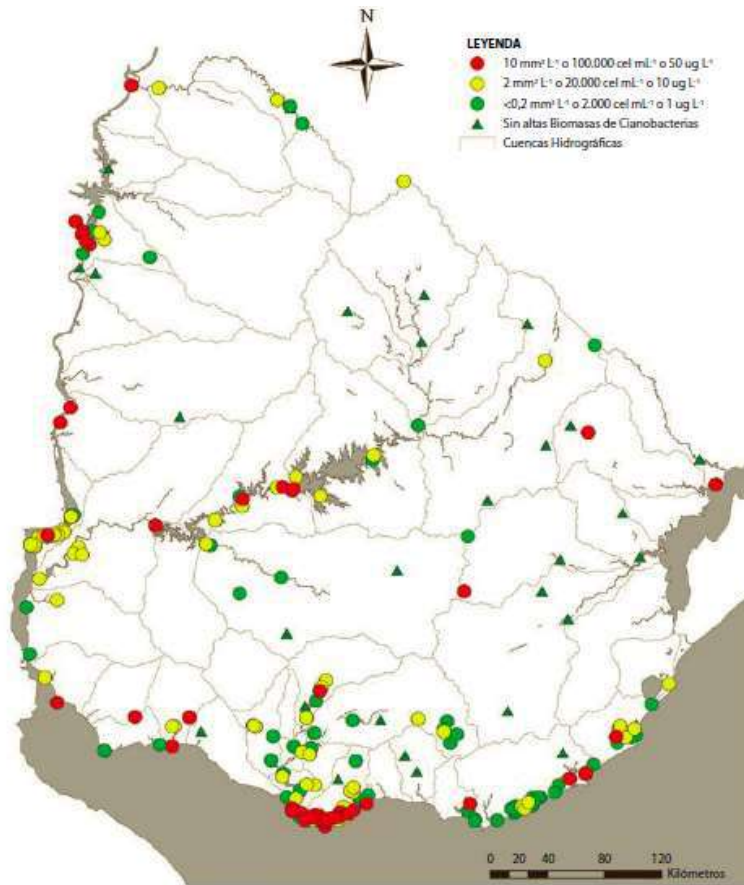 N
LEYENDA
10 mm³ L⁻¹ o 100.000 cel mL⁻¹ o 50 ug L⁻¹
2 mm³ L⁻¹ o 20.000 cel mL⁻¹ o 10 ug L⁻¹
<0,2 mm³ L⁻¹ o 2.000 cel mL⁻¹ o 1 ug L⁻¹
Sin altas Biomasas de Cianobacterias
Cuencas Hidrográficas
0 20 40 80 120
Kilómetros